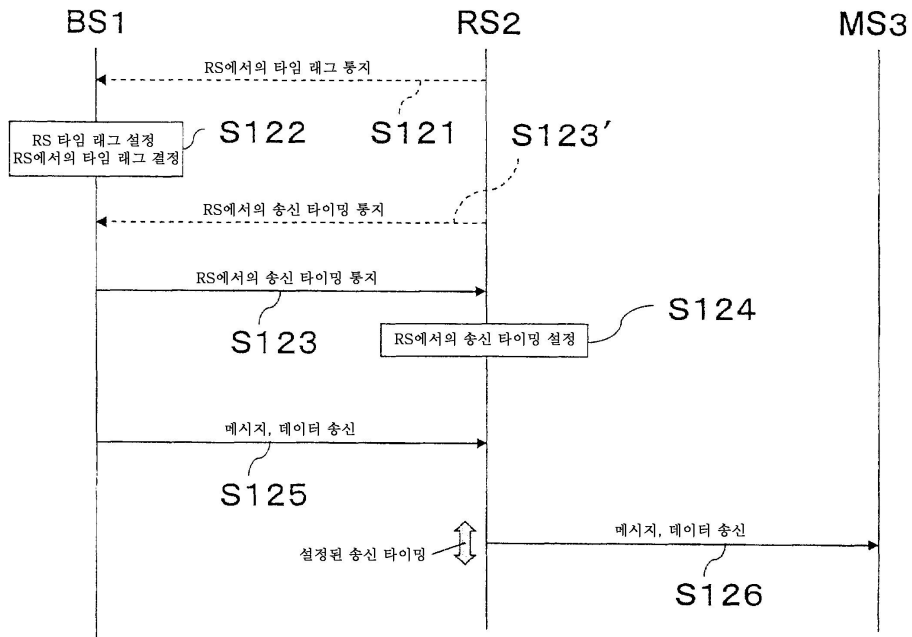 BS1
RS2
MS3
RS에서의 타임 래그 통지
S121
RS 타임 래그 설정
RS에서의 타임 래그 결정
S122
S123′
RS에서의 송신 타이밍 통지
RS에서의 송신 타이밍 통지
S123
S124
RS에서의 송신 타이밍 설정
메시지, 데이터 송신
S125
설정된 송신 타이밍
메시지, 데이터 송신
S126